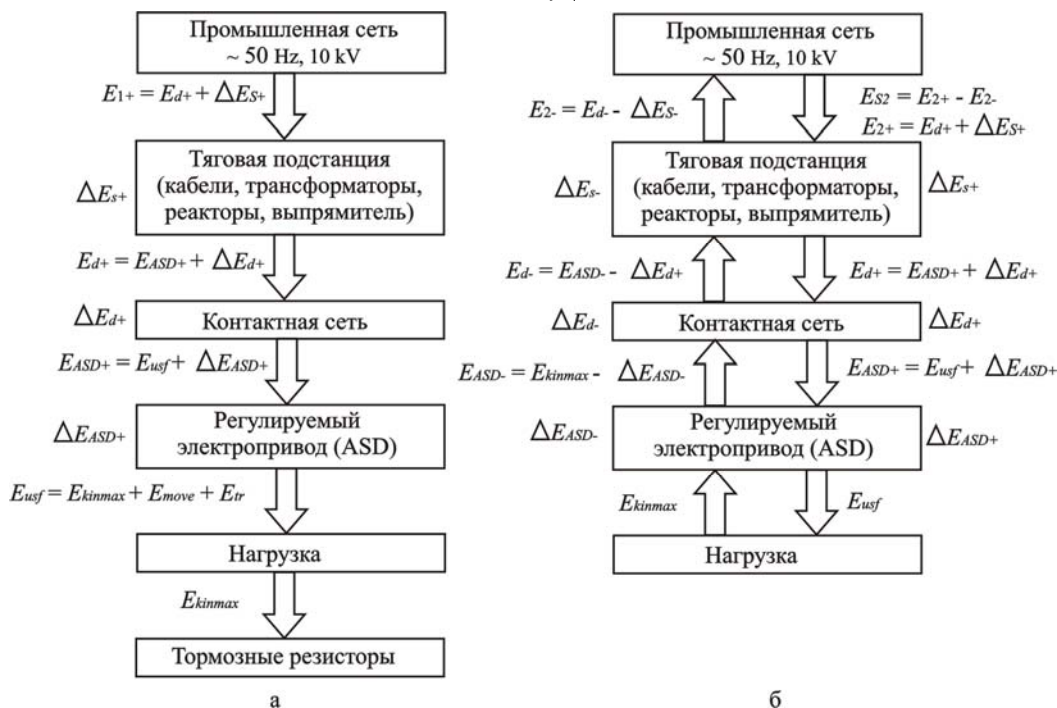 Промышленная сеть
~ 50 Hz, 10 kV
E1+ = Ed+ + ΔES+
Тяговая подстанция
(кабели, трансформаторы,
реакторы, выпрямитель)
ΔEs+
Ed+ = EASD+ + ΔEd+
ΔEd+
Контактная сеть
EASD+ = Eusf + ΔEASD+
Регулируемый
электропривод (ASD)
ΔEASD+
Eusf = Ekinmax + Emove + Etr
Нагрузка
Ekinmax
Тормозные резисторы
а
Промышленная сеть
~ 50 Hz, 10 kV
E2- = Ed- - ΔES-
ES2 = E2+ - E2-
E2+ = Ed+ + ΔES+
Тяговая подстанция
(кабели, трансформаторы,
реакторы, выпрямитель)
ΔEs-
ΔEs+
Ed- = EASD- - ΔEd+
Ed+ = EASD+ + ΔEd+
ΔEd-
Контактная сеть
ΔEd+
EASD- = Ekinmax - ΔEASD-
EASD+ = Eusf + ΔEASD+
Регулируемый
электропривод (ASD)
ΔEASD-
ΔEASD+
Ekinmax
Eusf
Нагрузка
б